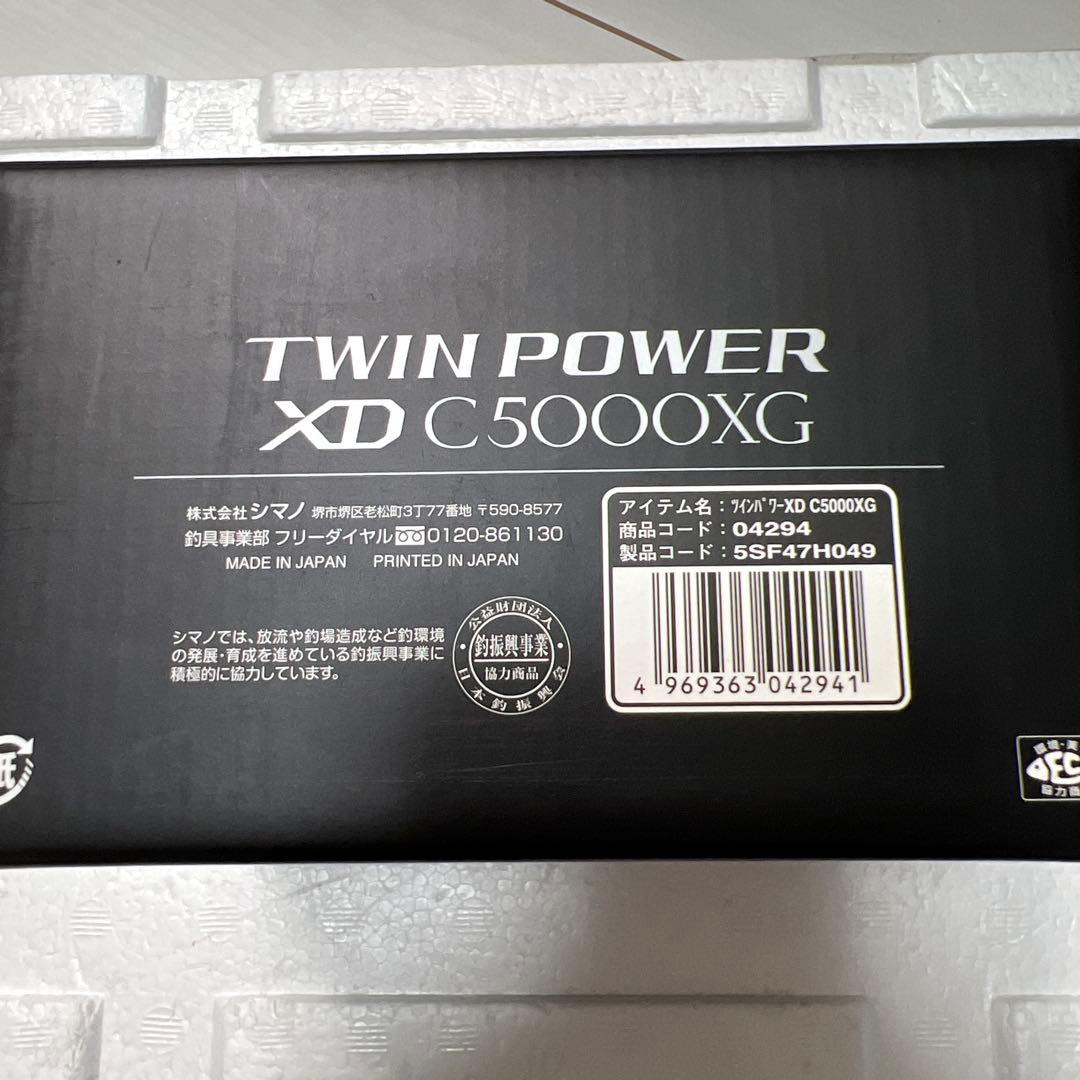 TWIN POWER
XD C5000XG
株式会社シマノ 堺市堺区老松町3丁77番地 〒590-8577
釣具事業部 フリーダイヤル 0120-861130
MADE IN JAPAN PRINTED IN JAPAN
シマノでは、放流や釣場造成など釣環境
の発展・育成を進めている釣振興事業に
積極的に協力しています。
公益財団法人
釣振興事業
協力商品
日本釣振興会
アイテム名：ﾂインﾊﾟワーXD C5000XG
商品コード：04294
製品コード：5SF47H049
4 969363 042941
環境・美
EC
協力商